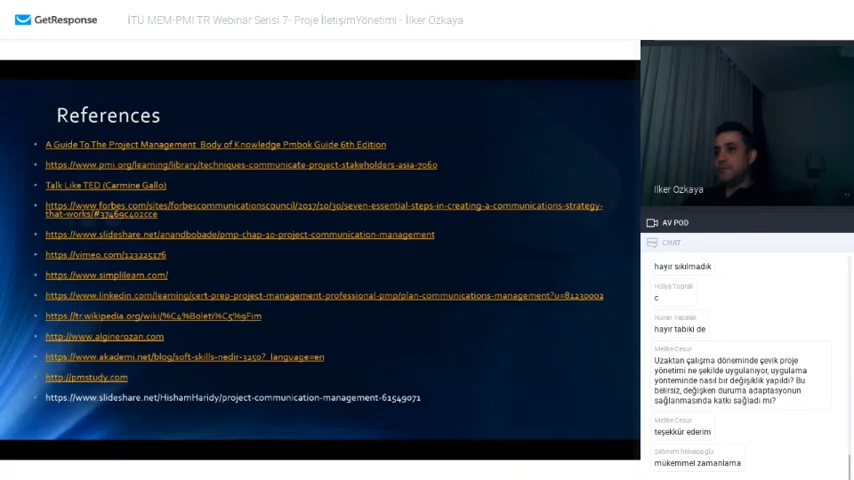 GetResponse
İTÜ MEM-PMI TR Webinar Serisi 7- Proje İletişimYönetimi - İlker Ozkaya
References
A Guide To The Project Management Body of Knowledge Pmbok Guide 6th Edition
https://www.pmi.org/learning/library/techniques-communicate-project-stakeholders-asia-7060
Talk Like TED (Carmine Gallo)
https://www.forbes.com/sites/forbescommunicationscouncil/2017/10/30/seven-essential-steps-in-creating-a-communications-strategy-
that-works/#37469c402cce
https://www.slideshare.net/anandbobade/pmp-chap-10-project-communication-management
https://vimeo.com/123225176
https://www.simplilearn.com/
https://www.linkedin.com/learning/cert-prep-project-management-professional-pmp/plan-communications-management?u=81230002
https://tr.wikipedia.org/wiki/%C4%B0leti%C5%9Fim
http://www.alginerozan.com
https://www.akademi.net/blog/soft-skills-nedir-3250?_language=en
http://pmstudy.com
https://www.slideshare.net/HishamHaridy/project-communication-management-61549071
Ilker Ozkaya
AV POD
CHAT
hayır sıkılmadık
Hülya Toprak
c
Nuran Yapalak
hayır tabiki de
Melike Cesur
Uzaktan çalışma döneminde çevik proje
yönetimi ne şekilde uygulanıyor, uygulama
yönteminde nasıl bir değişiklik yapıldı? Bu
belirsiz, değişken duruma adaptasyonun
sağlanmasında katkı sağladı mı?
Melike Cesur
teşekkür ederim
mükemmel zamanlama